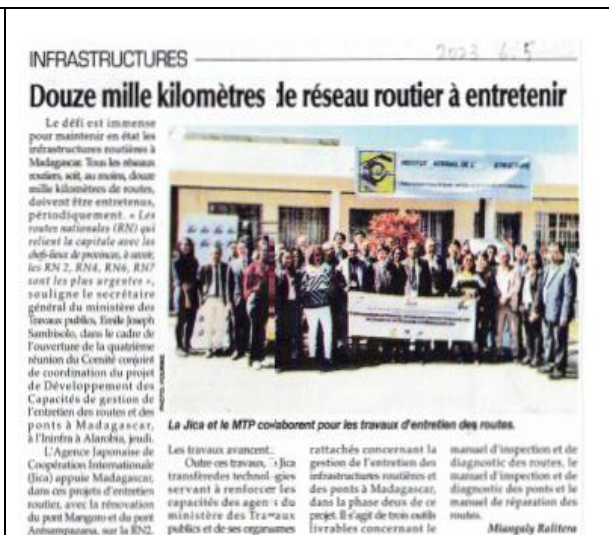 INFRASTRUCTURES
2023 6.5
Douze mille kilomètres de réseau routier à entretenir
Le défi est immense
pour maintenir en état les
infrastructures routières à
Madagascar. Tous les réseaux
routiers, soit, au moins, douze
mille kilomètres de routes,
doivent être entretenus,
périodiquement. « Les
routes nationales (RN) qui
relient la capitale avec les
chefs-lieux de provinces, à savoir,
les RN 2, RN4, RN6, RN7
sont les plus urgentes »,
souligne le secrétaire
général du ministère des
Travaux publics, Emile Joseph
Sambisolo, dans le cadre de
l'ouverture de la quatrième
réunion du Comité conjoint
de coordination du projet
de Développement des
Capacités de gestion de
l'entretien des routes et des
ponts à Madagascar,
à l'Ininfra à Alarobia, jeudi.
L'Agence Japonaise de
Coopération Internationale
(Jica) appuie Madagascar,
dans ces projets d'entretien
routier, avec la rénovation
du pont Mangoro et du pont
Antsampazana, sur la RN2.
INSTITUT NATIONAL DE L' STRUCTURE
La Jica et le MTP collaborent pour les travaux d'entretien des routes.
Les travaux avancent.
Outre ces travaux, Jica
transfère des technologies
servant à renforcer les
capacités des agents du
ministère des Travaux
publics et de ses organismes
rattachés concernant la
gestion de l'entretien des
infrastructures routières et
des ponts à Madagascar,
dans la phase deux de ce
projet. Il s'agit de trois outils
livrables concernant le
manuel d'inspection et de
diagnostic des routes, le
manuel d'inspection et de
diagnostic des ponts et le
manuel de réparation des
routes.
Miangaly Ralitera